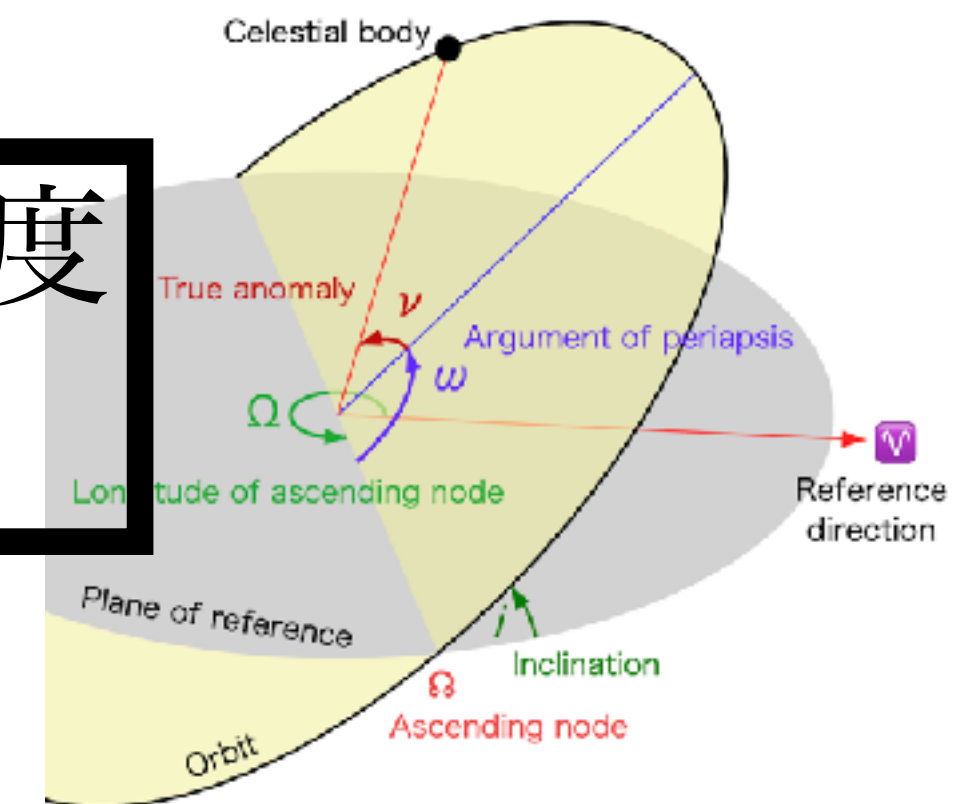 Celestial body
度
True anomaly
ν
Argument of periapsis
ω
Ω
♈
Longitude of ascending node
Reference
direction
Plane of reference
i
Inclination
☊
Ascending node
Orbit